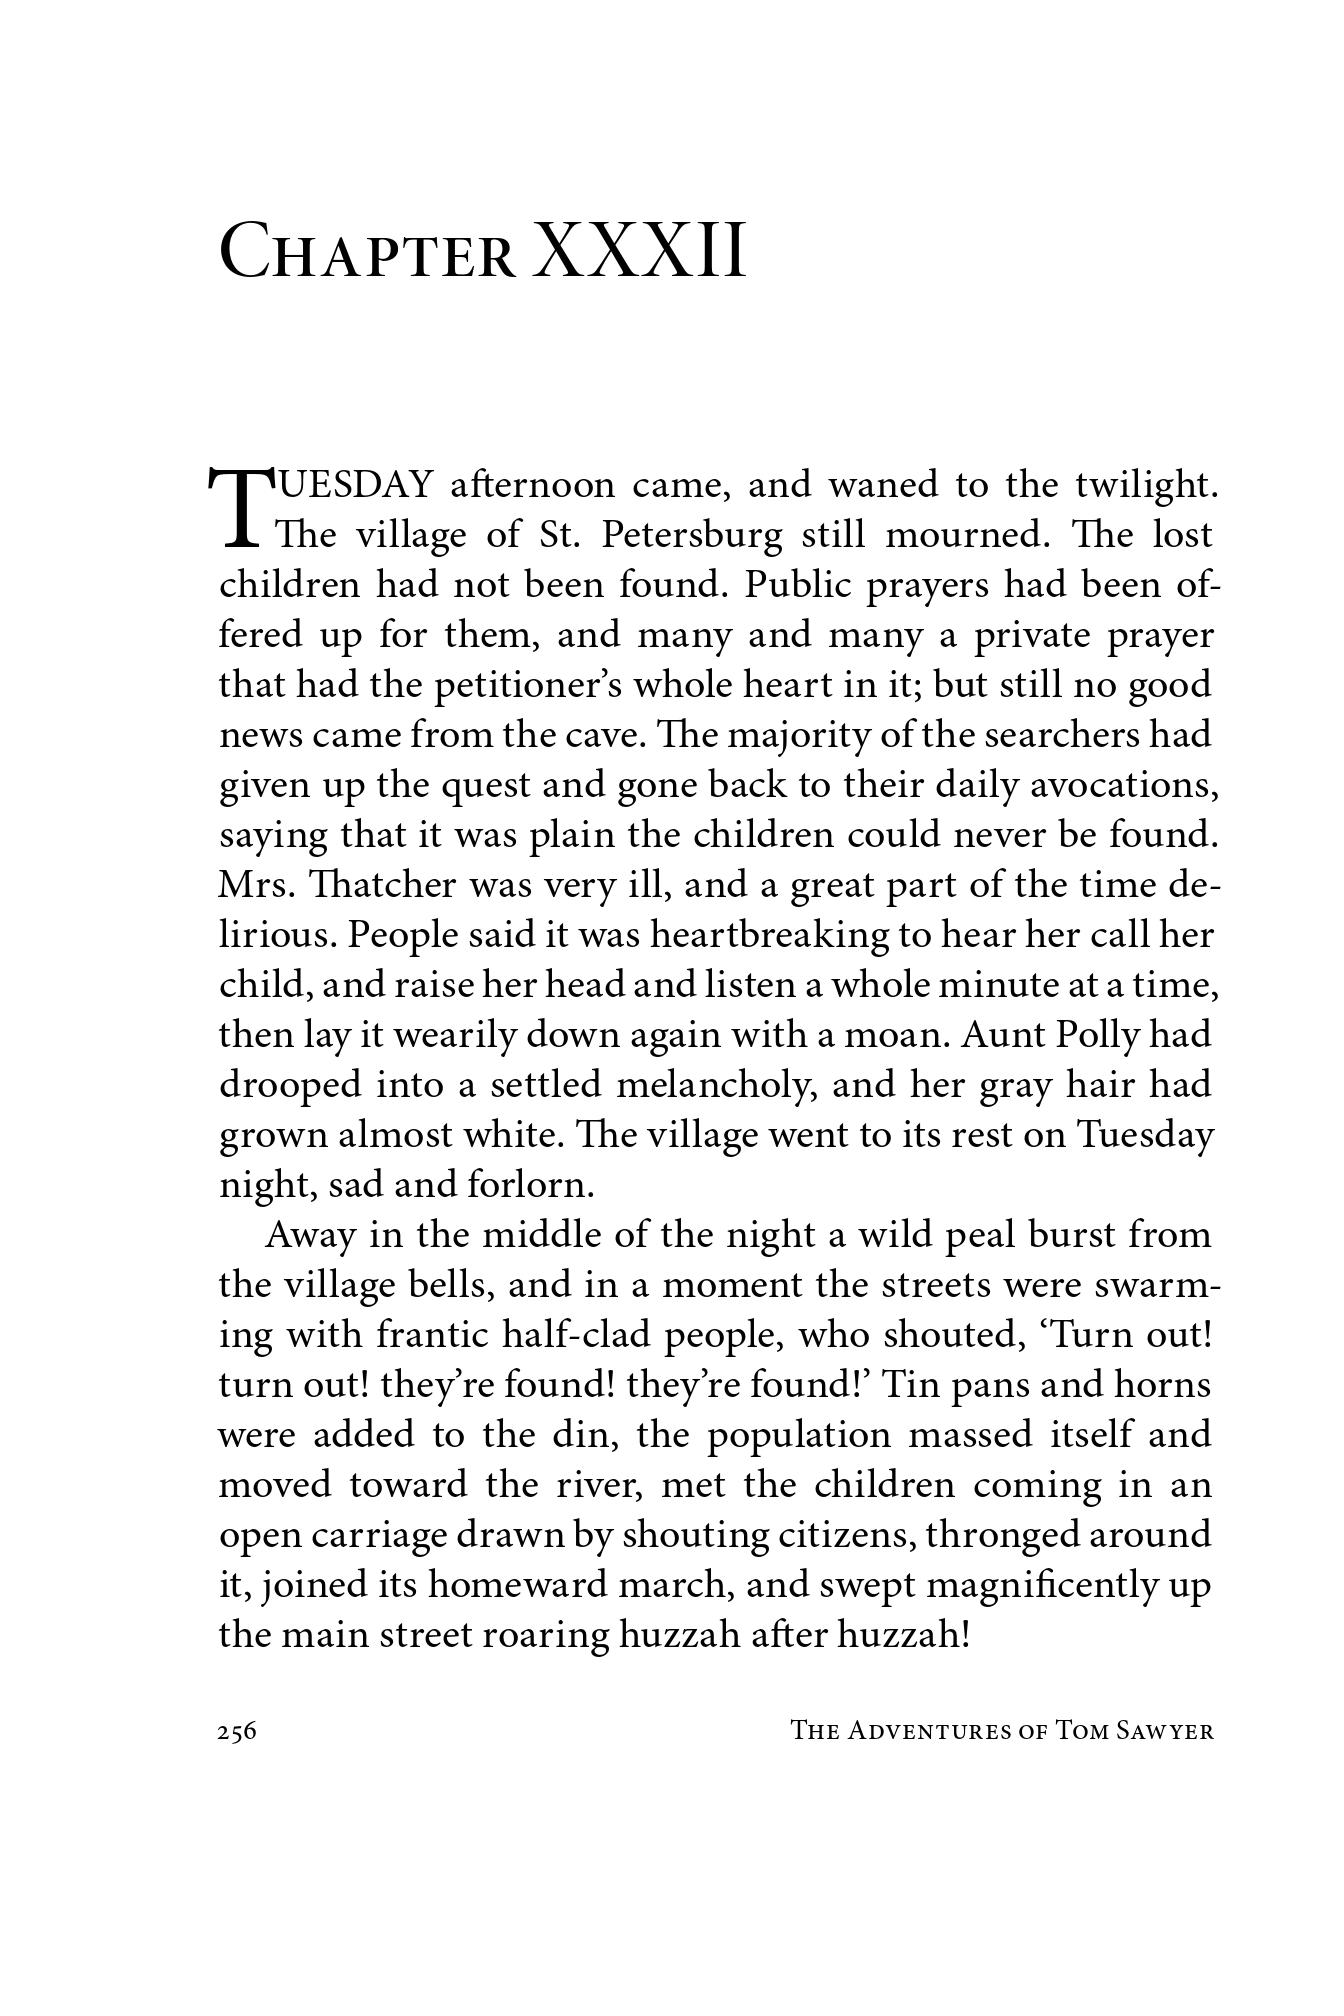 Chapter XXXII
TUESDAY afternoon came, and waned to the twilight.
The village of St. Petersburg still mourned. The lost
children had not been found. Public prayers had been of-
fered up for them, and many and many a private prayer
that had the petitioner’s whole heart in it; but still no good
news came from the cave. The majority of the searchers had
given up the quest and gone back to their daily avocations,
saying that it was plain the children could never be found.
Mrs. Thatcher was very ill, and a great part of the time de-
lirious. People said it was heartbreaking to hear her call her
child, and raise her head and listen a whole minute at a time,
then lay it wearily down again with a moan. Aunt Polly had
drooped into a settled melancholy, and her gray hair had
grown almost white. The village went to its rest on Tuesday
night, sad and forlorn.
Away in the middle of the night a wild peal burst from
the village bells, and in a moment the streets were swarm-
ing with frantic half-clad people, who shouted, ‘Turn out!
turn out! they’re found! they’re found!’ Tin pans and horns
were added to the din, the population massed itself and
moved toward the river, met the children coming in an
open carriage drawn by shouting citizens, thronged around
it, joined its homeward march, and swept magnificently up
the main street roaring huzzah after huzzah!
256 The Adventures of Tom Sawyer